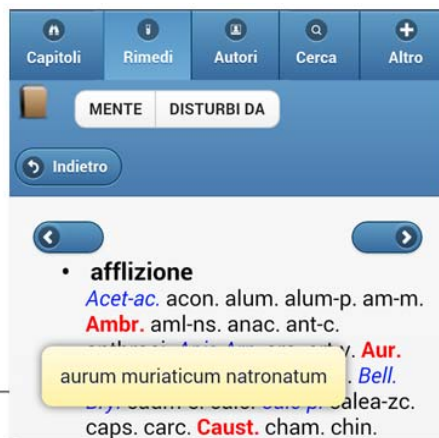 Capitoli Rimedi Autori Cerca Altro
MENTE DISTURBI DA
Indietro
• afflizione
Acet-ac. acon. alum. alum-p. am-m.
Ambr. aml-ns. anac. ant-c.
Aur.
aurum muriaticum natronatum . Bell.
calea-zc.
caps. carc. Caust. cham. chin.